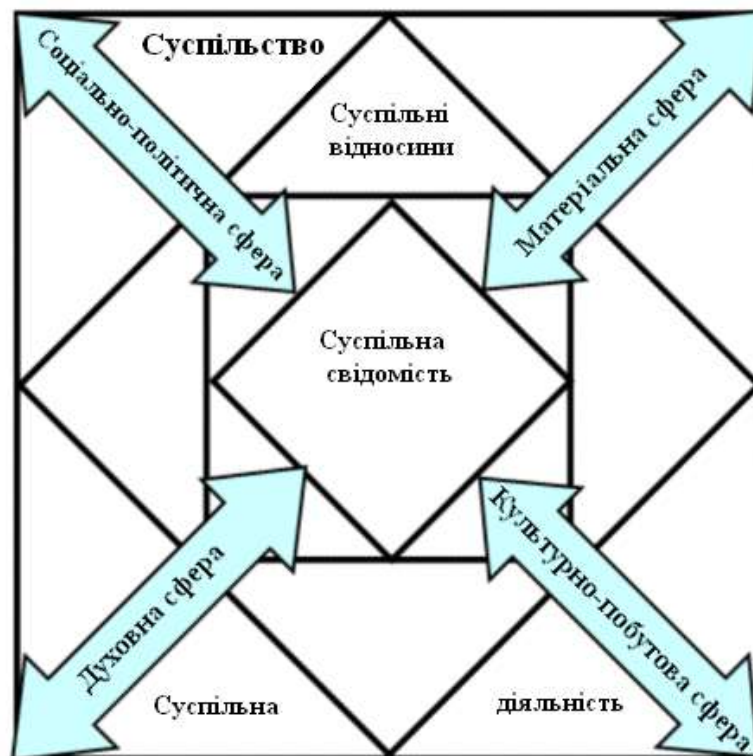 Суспільство
Соціально-політична сфера
Матеріальна сфера
Суспільні
відносини
Суспільна
свідомість
Духовна сфера
Культурно-побутова сфера
Суспільна діяльність